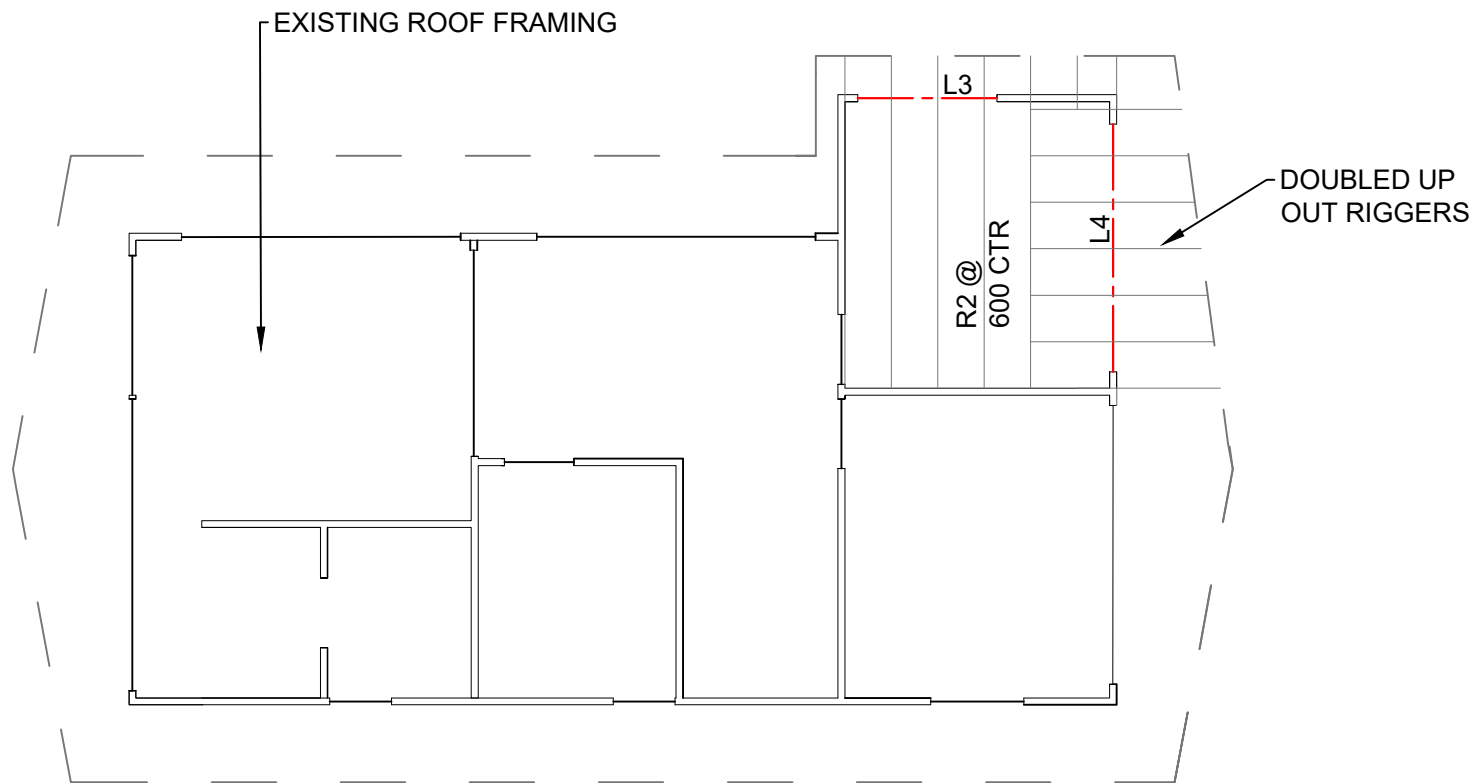 EXISTING ROOF FRAMING
L3
DOUBLED UP
OUT RIGGERS
L4
R2 @
600 CTR